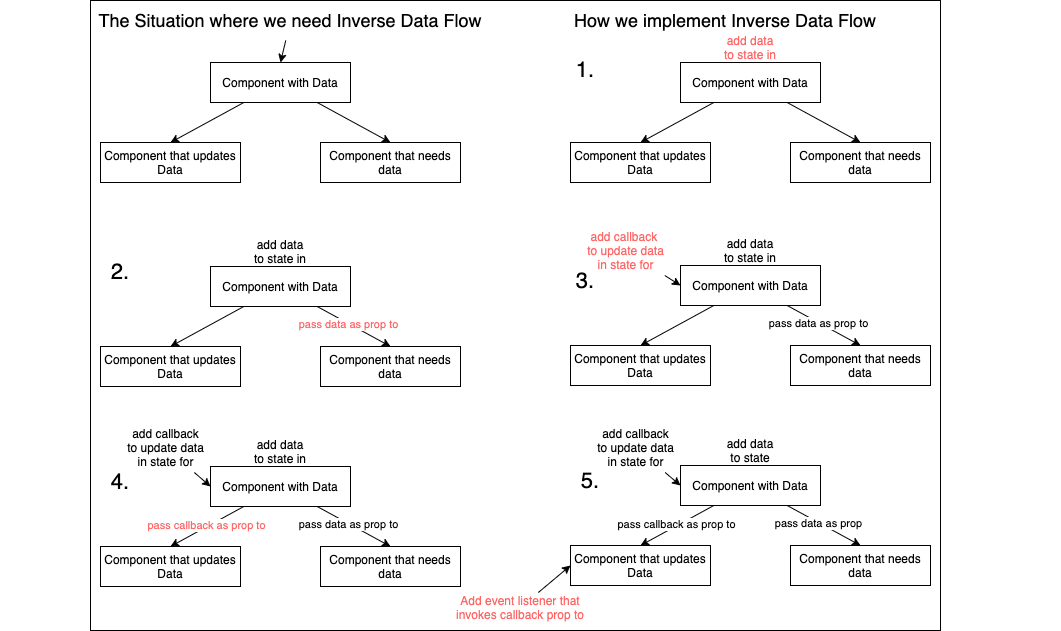 The Situation where we need Inverse Data Flow
Component with Data
Component that updates
Data
Component that needs
data
How we implement Inverse Data Flow
1.
add data
to state in
Component with Data
Component that updates
Data
Component that needs
data
2.
add data
to state in
Component with Data
pass data as prop to
Component that updates
Data
Component that needs
data
3.
add callback
to update data
in state for
add data
to state in
Component with Data
pass data as prop to
Component that updates
Data
Component that needs
data
4.
add callback
to update data
in state for
add data
to state in
Component with Data
pass callback as prop to
pass data as prop to
Component that updates
Data
Component that needs
data
5.
add callback
to update data
in state for
add data
to state
Component with Data
pass callback as prop to
pass data as prop
Component that updates
Data
Component that needs
data
Add event listener that
invokes callback prop to